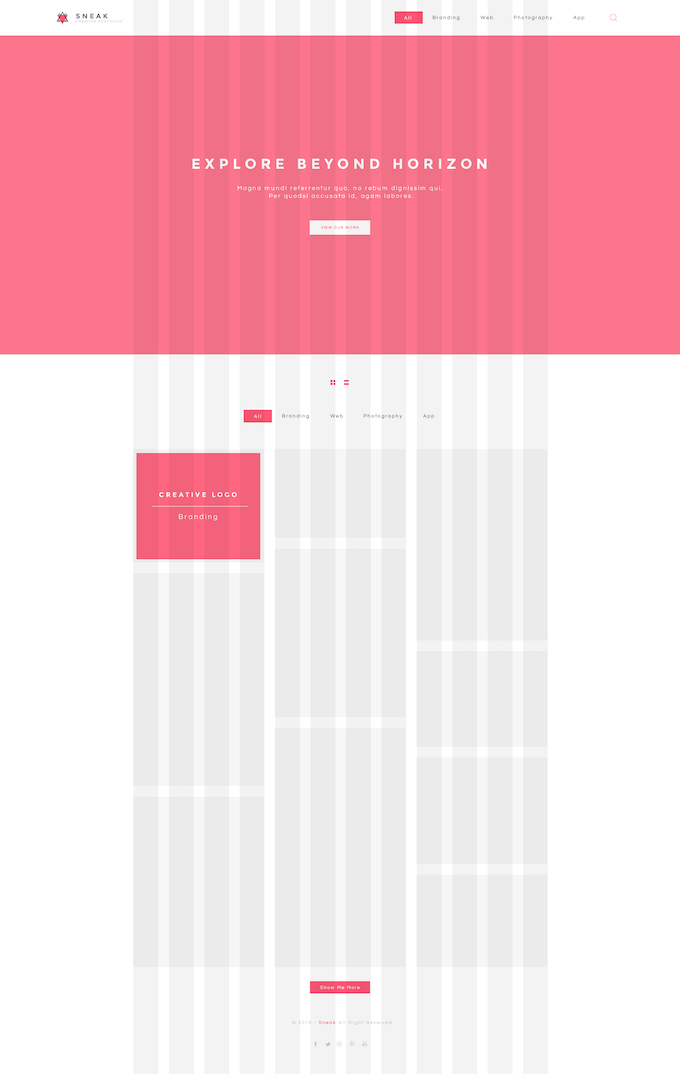 SNEAK
All Branding Web Photography App
EXPLORE BEYOND HORIZON
Magna mundi referrentur quo, no rebum dignissim qui.
Per quodsi accusata id, agam labores.
VIEW OUR WORK
All Branding Web Photography App
CREATIVE LOGO
Branding
Show Me More
Sneak All Right Reserved